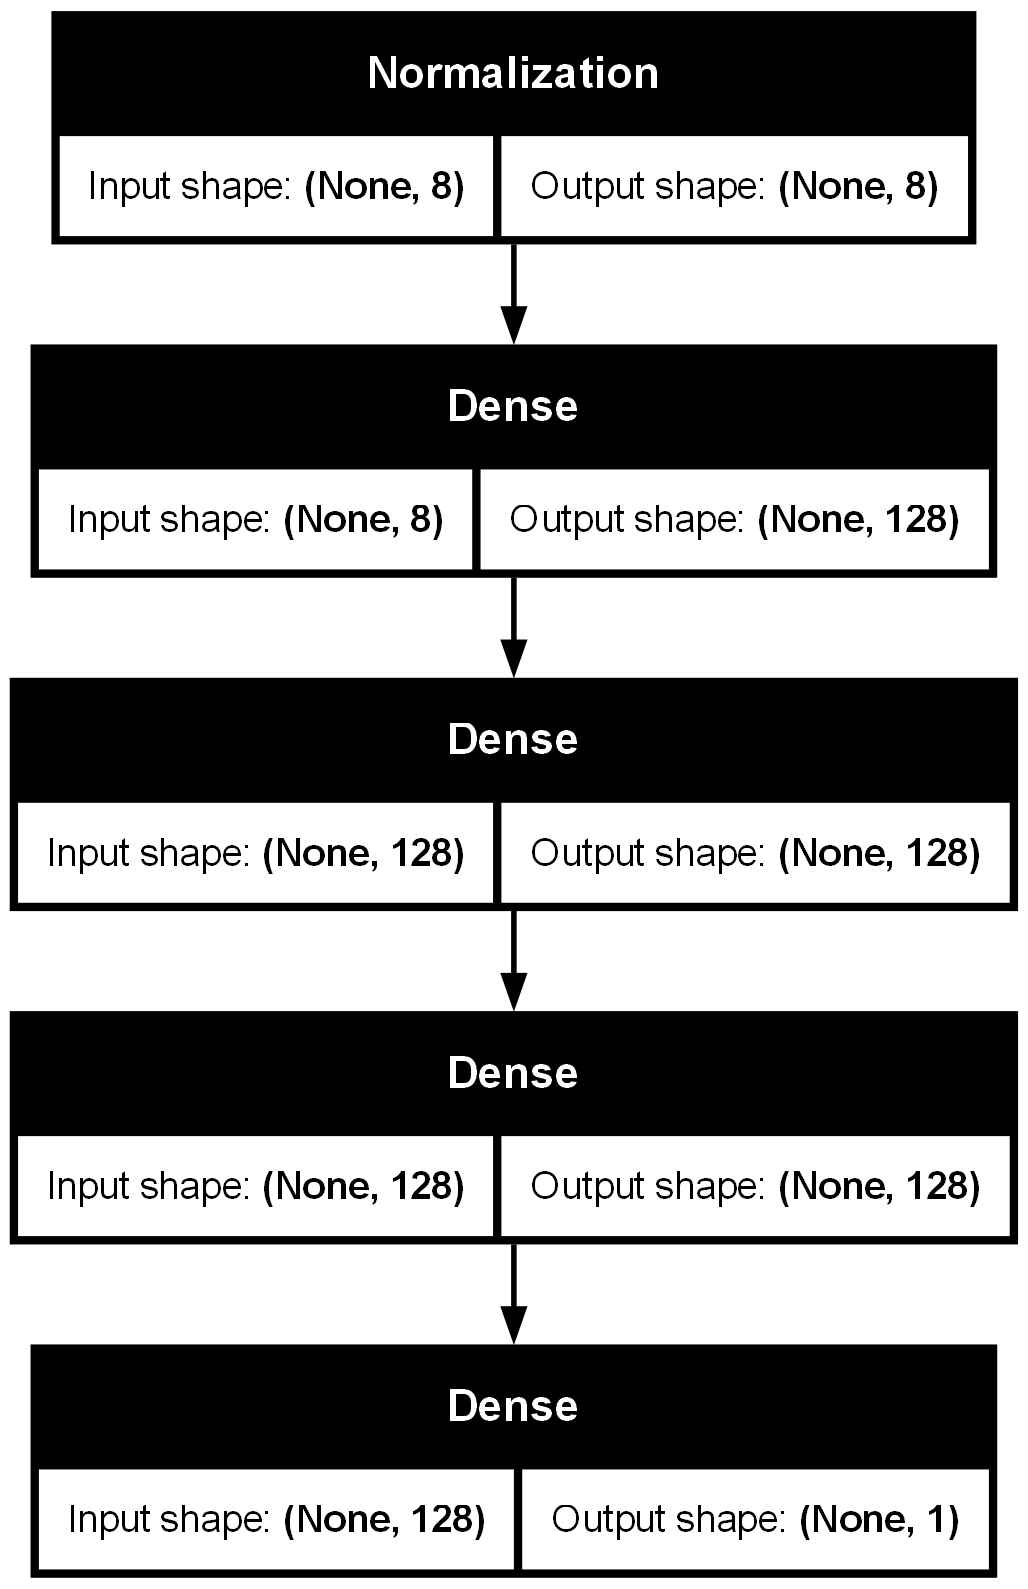 Normalization
Input shape: (None, 8) Output shape: (None, 8)
Dense
Input shape: (None, 8) Output shape: (None, 128)
Dense
Input shape: (None, 128) Output shape: (None, 128)
Dense
Input shape: (None, 128) Output shape: (None, 128)
Dense
Input shape: (None, 128) Output shape: (None, 1)